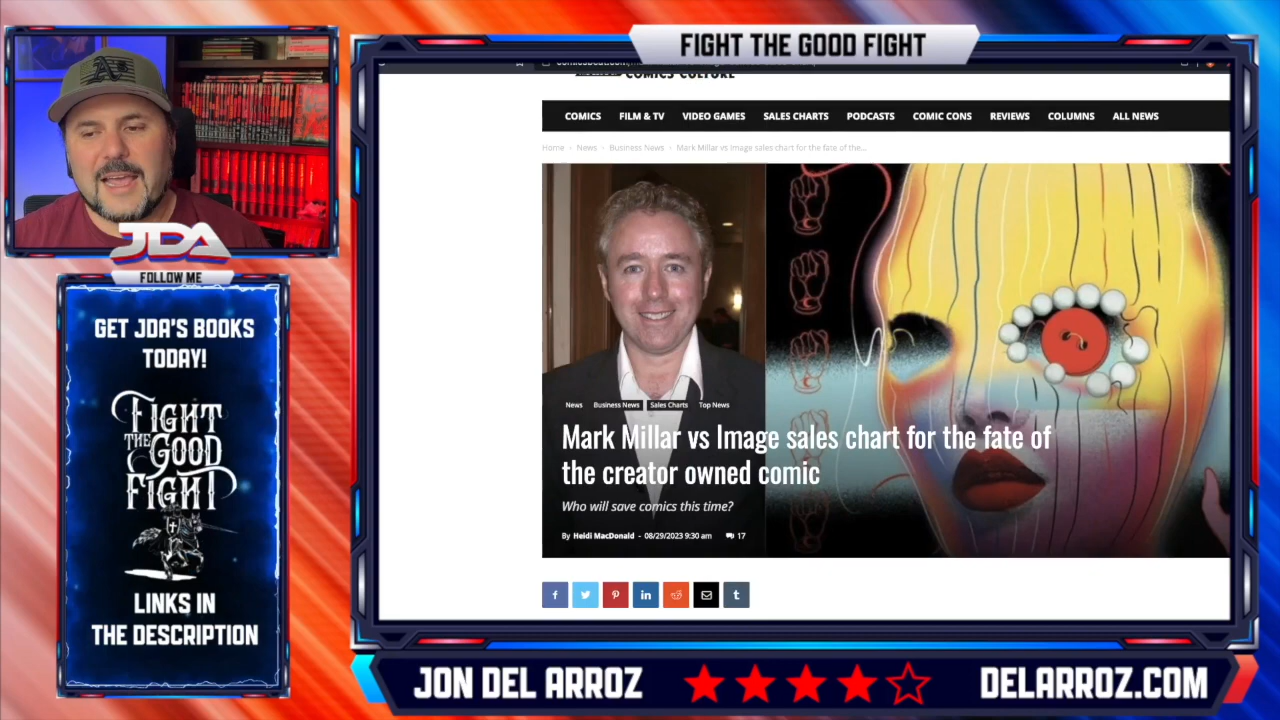 FIGHT THE GOOD FIGHT
COMICS CULTURE
COMICS FILM & TV VIDEO GAMES SALES CHARTS PODCASTS COMIC CONS REVIEWS COLUMNS ALL NEWS
Home › News › Business News › Mark Millar vs Image sales chart for the fate of the...
JDA
FOLLOW ME
GET JDA'S BOOKS
TODAY!
FIGHT
THE GOOD
FIGHT
LINKS IN
THE DESCRIPTION
News Business News Sales Charts Top News
Mark Millar vs Image sales chart for the fate of
the creator owned comic
Who will save comics this time?
By Heidi MacDonald - 08/29/2023 9:30 am 17
JON DEL ARROZ
DELARROZ.COM